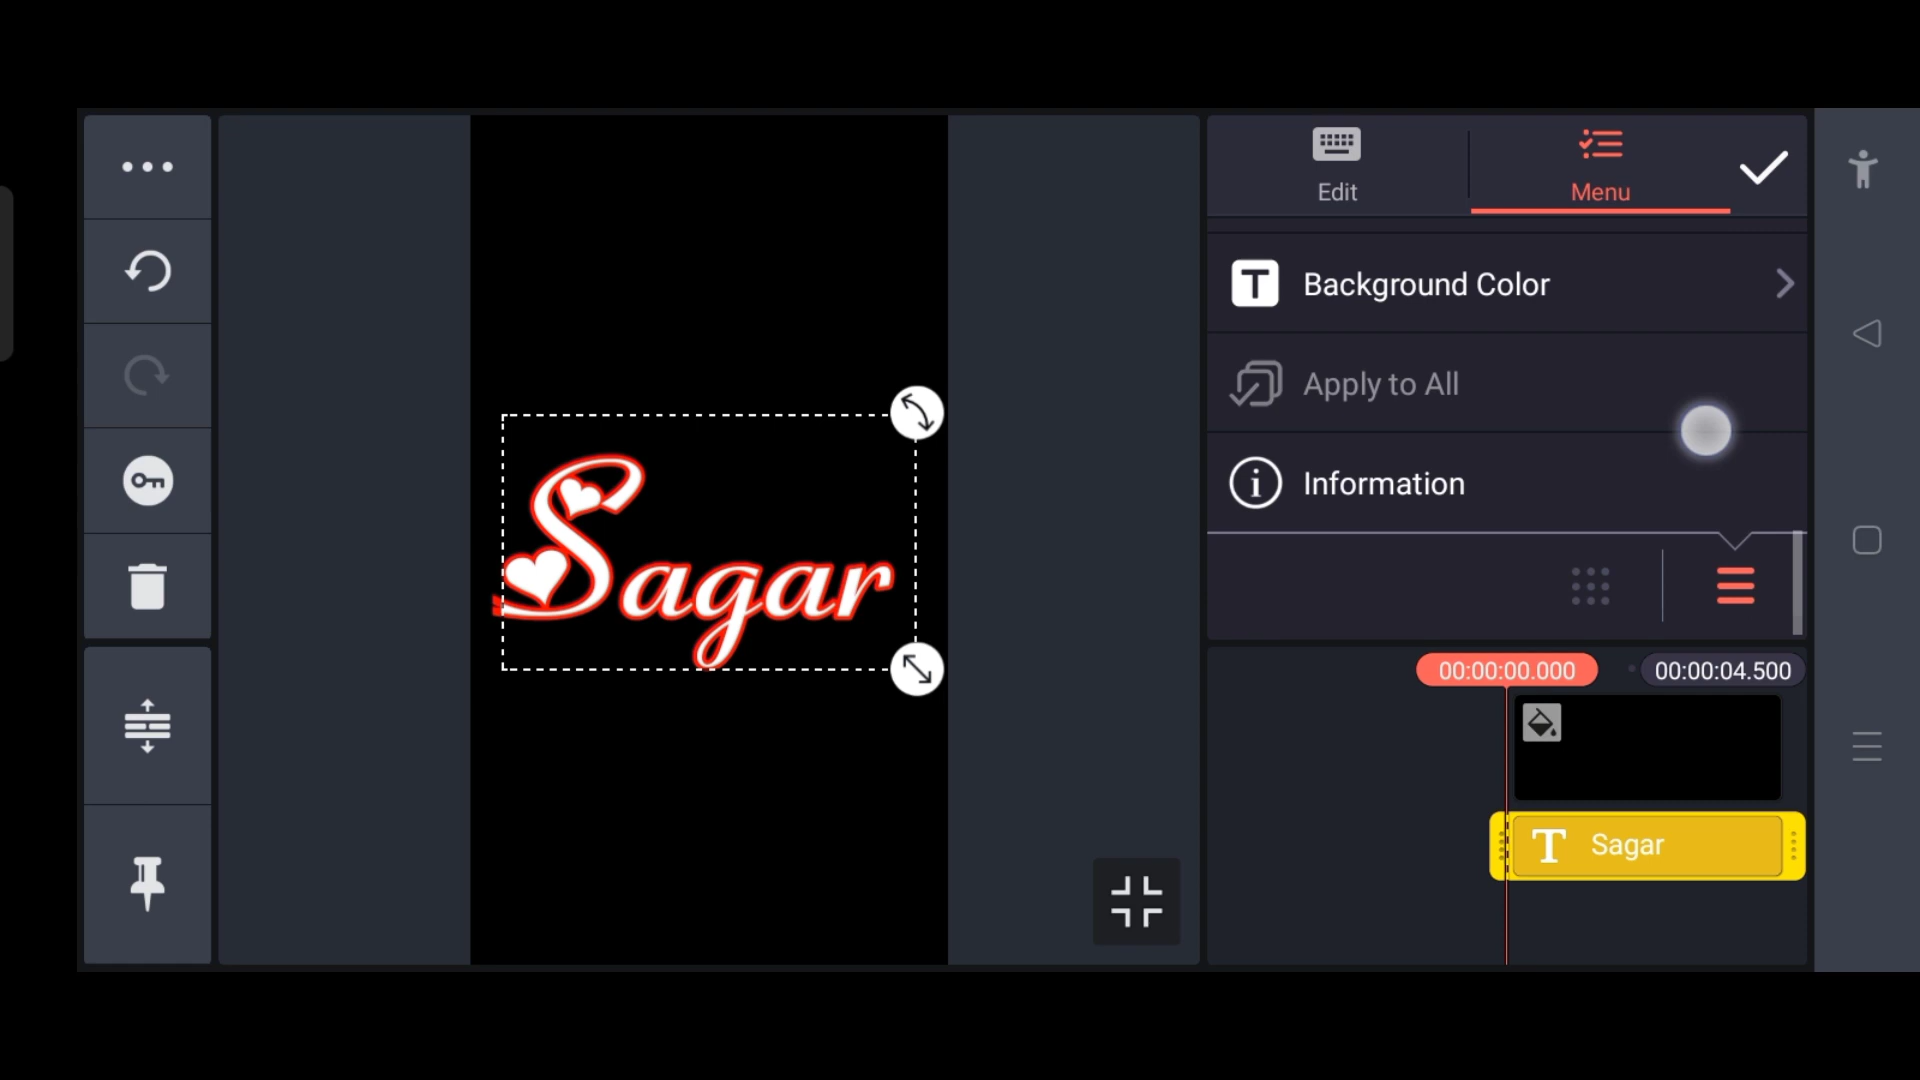 Edit
Menu
Background Color
Apply to All
Information
Sagar
00:00:00.000
00:00:04.500
T Sagar